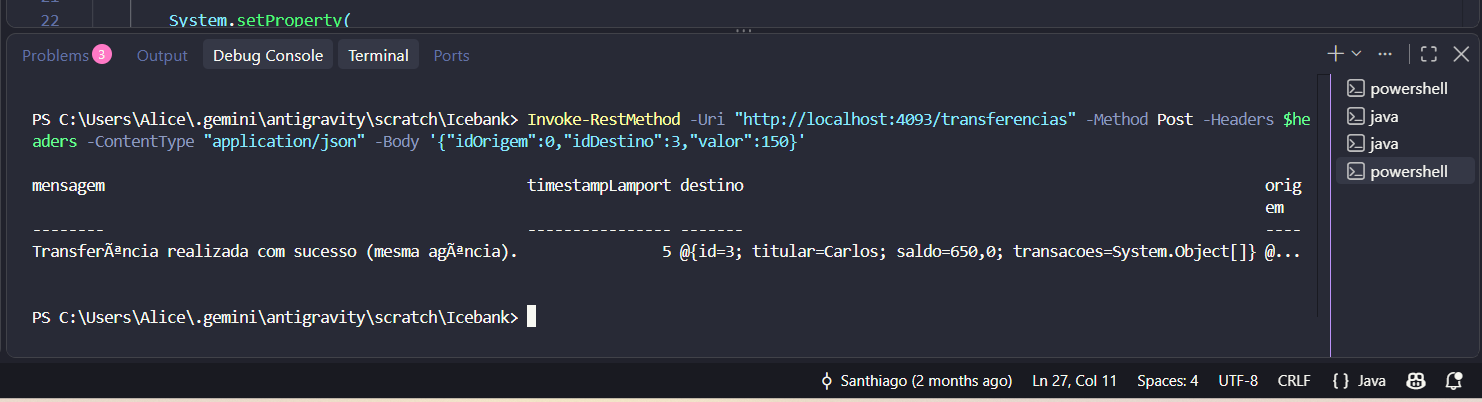 22 System.setProperty(
Problems 3 Output Debug Console Terminal Ports
PS C:\Users\Alice\.gemini\antigravity\scratch\Icebank> Invoke-RestMethod -Uri "http://localhost:4093/transferencias" -Method Post -Headers $he
aders -ContentType "application/json" -Body '{"idOrigem":0,"idDestino":3,"valor":150}'
mensagem timestampLamport destino orig
em
-------- ---------------- ------- ----
TransferÃªncia realizada com sucesso (mesma agÃªncia). 5 @{id=3; titular=Carlos; saldo=650,0; transacoes=System.Object[]} @...
PS C:\Users\Alice\.gemini\antigravity\scratch\Icebank>
powershell
java
java
powershell
Santhiago (2 months ago) Ln 27, Col 11 Spaces: 4 UTF-8 CRLF {} Java